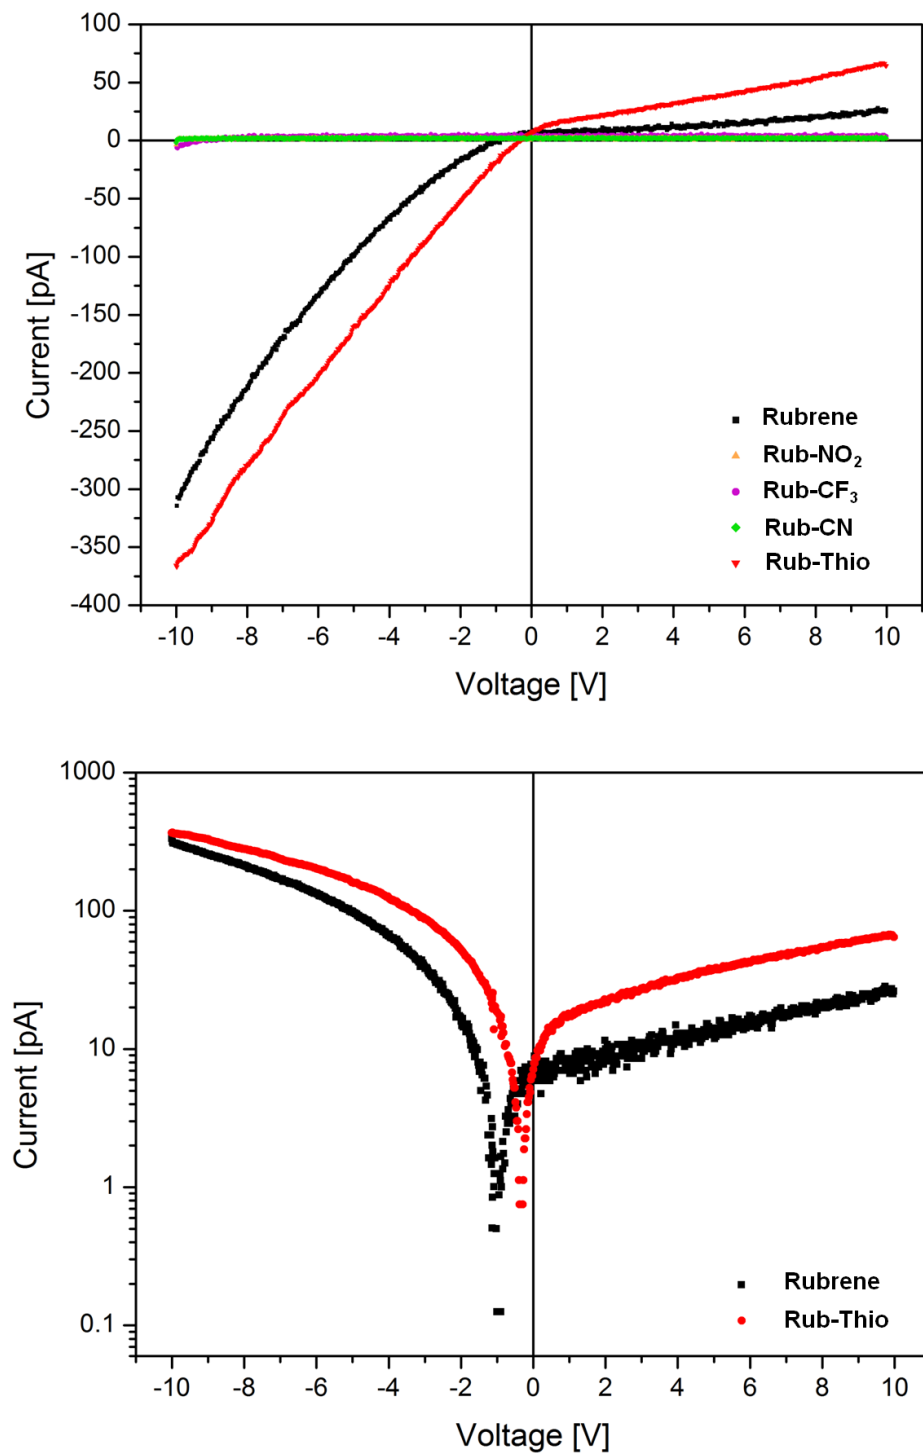 100
50
0
-50
-100
-150
-200
-250
-300
-350
-400
Current [pA]
Rubrene
Rub-NO₂
Rub-CF₃
Rub-CN
Rub-Thio
-10 -8 -6 -4 -2 0 2 4 6 8 10
Voltage [V]
1000
100
10
1
0.1
Current [pA]
Rubrene
Rub-Thio
-10 -8 -6 -4 -2 0 2 4 6 8 10
Voltage [V]